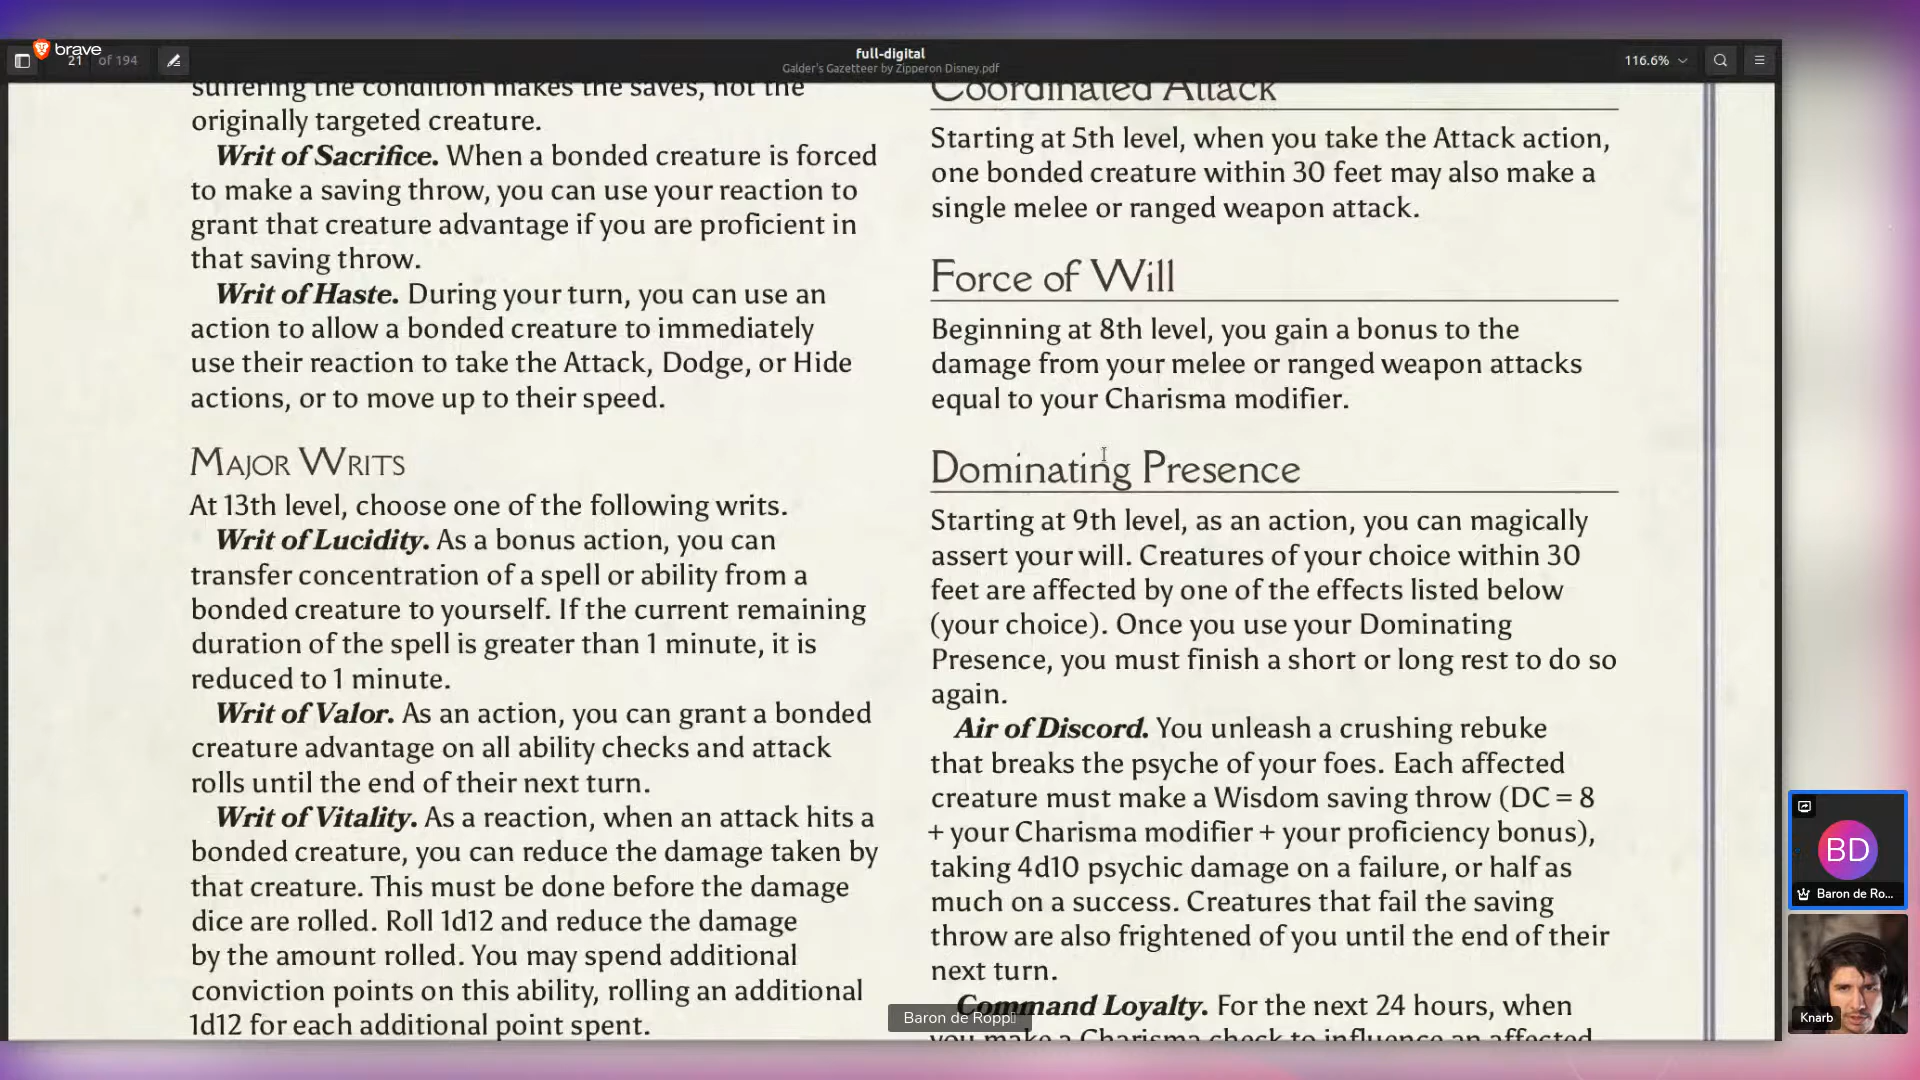 brave
21 of 194
full-digital
Galder's Gazetteer by Zipperon Disney.pdf
116.6%
suffering the condition makes the saves, not the
originally targeted creature.
Writ of Sacrifice. When a bonded creature is forced
to make a saving throw, you can use your reaction to
grant that creature advantage if you are proficient in
that saving throw.
Writ of Haste. During your turn, you can use an
action to allow a bonded creature to immediately
use their reaction to take the Attack, Dodge, or Hide
actions, or to move up to their speed.
Major Writs
At 13th level, choose one of the following writs.
Writ of Lucidity. As a bonus action, you can
transfer concentration of a spell or ability from a
bonded creature to yourself. If the current remaining
duration of the spell is greater than 1 minute, it is
reduced to 1 minute.
Writ of Valor. As an action, you can grant a bonded
creature advantage on all ability checks and attack
rolls until the end of their next turn.
Writ of Vitality. As a reaction, when an attack hits a
bonded creature, you can reduce the damage taken by
that creature. This must be done before the damage
dice are rolled. Roll 1d12 and reduce the damage
by the amount rolled. You may spend additional
conviction points on this ability, rolling an additional
1d12 for each additional point spent.
Coordinated Attack
Starting at 5th level, when you take the Attack action,
one bonded creature within 30 feet may also make a
single melee or ranged weapon attack.
Force of Will
Beginning at 8th level, you gain a bonus to the
damage from your melee or ranged weapon attacks
equal to your Charisma modifier.
Dominating Presence
Starting at 9th level, as an action, you can magically
assert your will. Creatures of your choice within 30
feet are affected by one of the effects listed below
(your choice). Once you use your Dominating
Presence, you must finish a short or long rest to do so
again.
Air of Discord. You unleash a crushing rebuke
that breaks the psyche of your foes. Each affected
creature must make a Wisdom saving throw (DC = 8
+ your Charisma modifier + your proficiency bonus),
taking 4d10 psychic damage on a failure, or half as
much on a success. Creatures that fail the saving
throw are also frightened of you until the end of their
next turn.
Command Loyalty. For the next 24 hours, when
you make a Charisma check to influence an affected
Baron de Ropp
BD
Baron de Ro...
Knarb